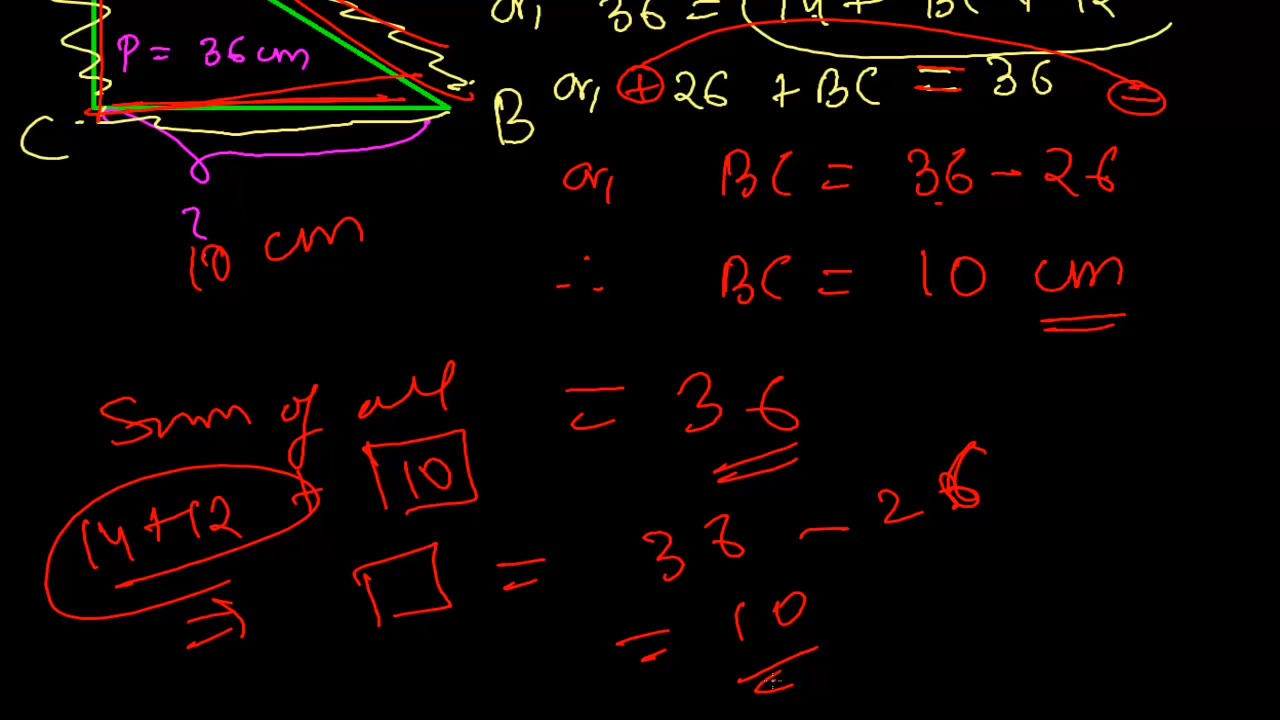 or, 36 = (14 + BC + 12
P = 36 cm
or, + 26 + BC = 36 -
C
B
or, BC = 36 - 26
?
10 cm
∴ BC = 10 cm
Sum of all = 36
14 + 12 + 10
36 - 26
⇒ □ =
= 10